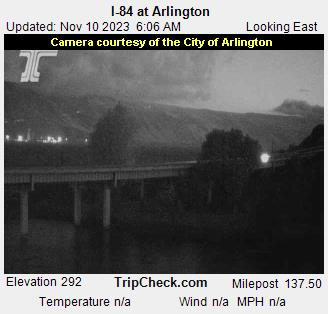 I-84 at Arlington
Updated: Nov 10 2023 6:06 AM Looking East
Camera courtesy of the City of Arlington
Elevation 292 TripCheck.com Milepost 137.50
Temperature n/a Wind n/a MPH n/a